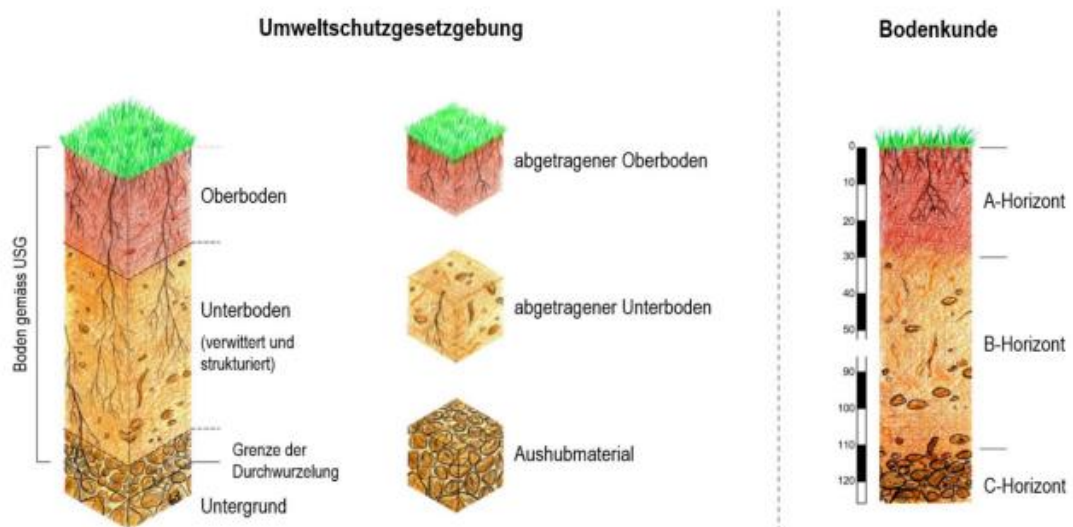 Umweltschutzgesetzgebung
Boden gemäss USG
Oberboden
Unterboden
(verwittert und
strukturiert)
Grenze der
Durchwurzelung
Untergrund
abgetragener Oberboden
abgetragener Unterboden
Aushubmaterial
Bodenkunde
0
10
20
30
40
50
90
100
110
120
A-Horizont
B-Horizont
C-Horizont